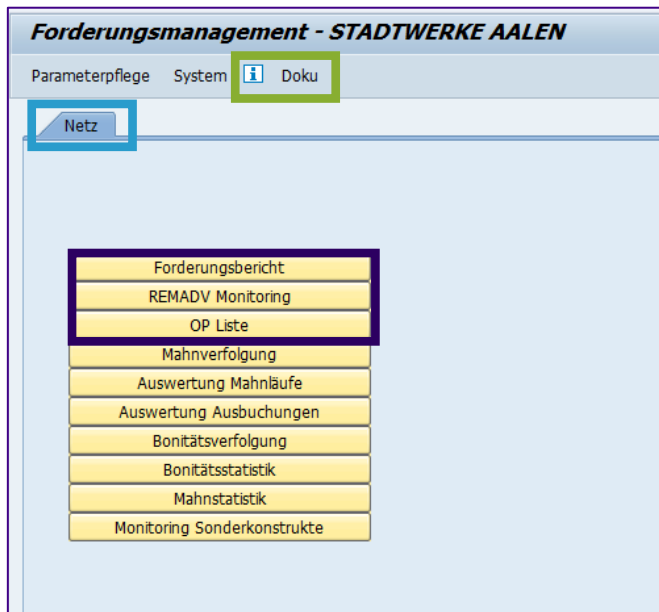 Forderungsmanagement - STADTWERKE AALEN
Parameterpflege System i Doku
Netz
Forderungsbericht
REMADV Monitoring
OP Liste
Mahnverfolgung
Auswertung Mahnläufe
Auswertung Ausbuchungen
Bonitätsverfolgung
Bonitätsstatistik
Mahnstatistik
Monitoring Sonderkonstrukte